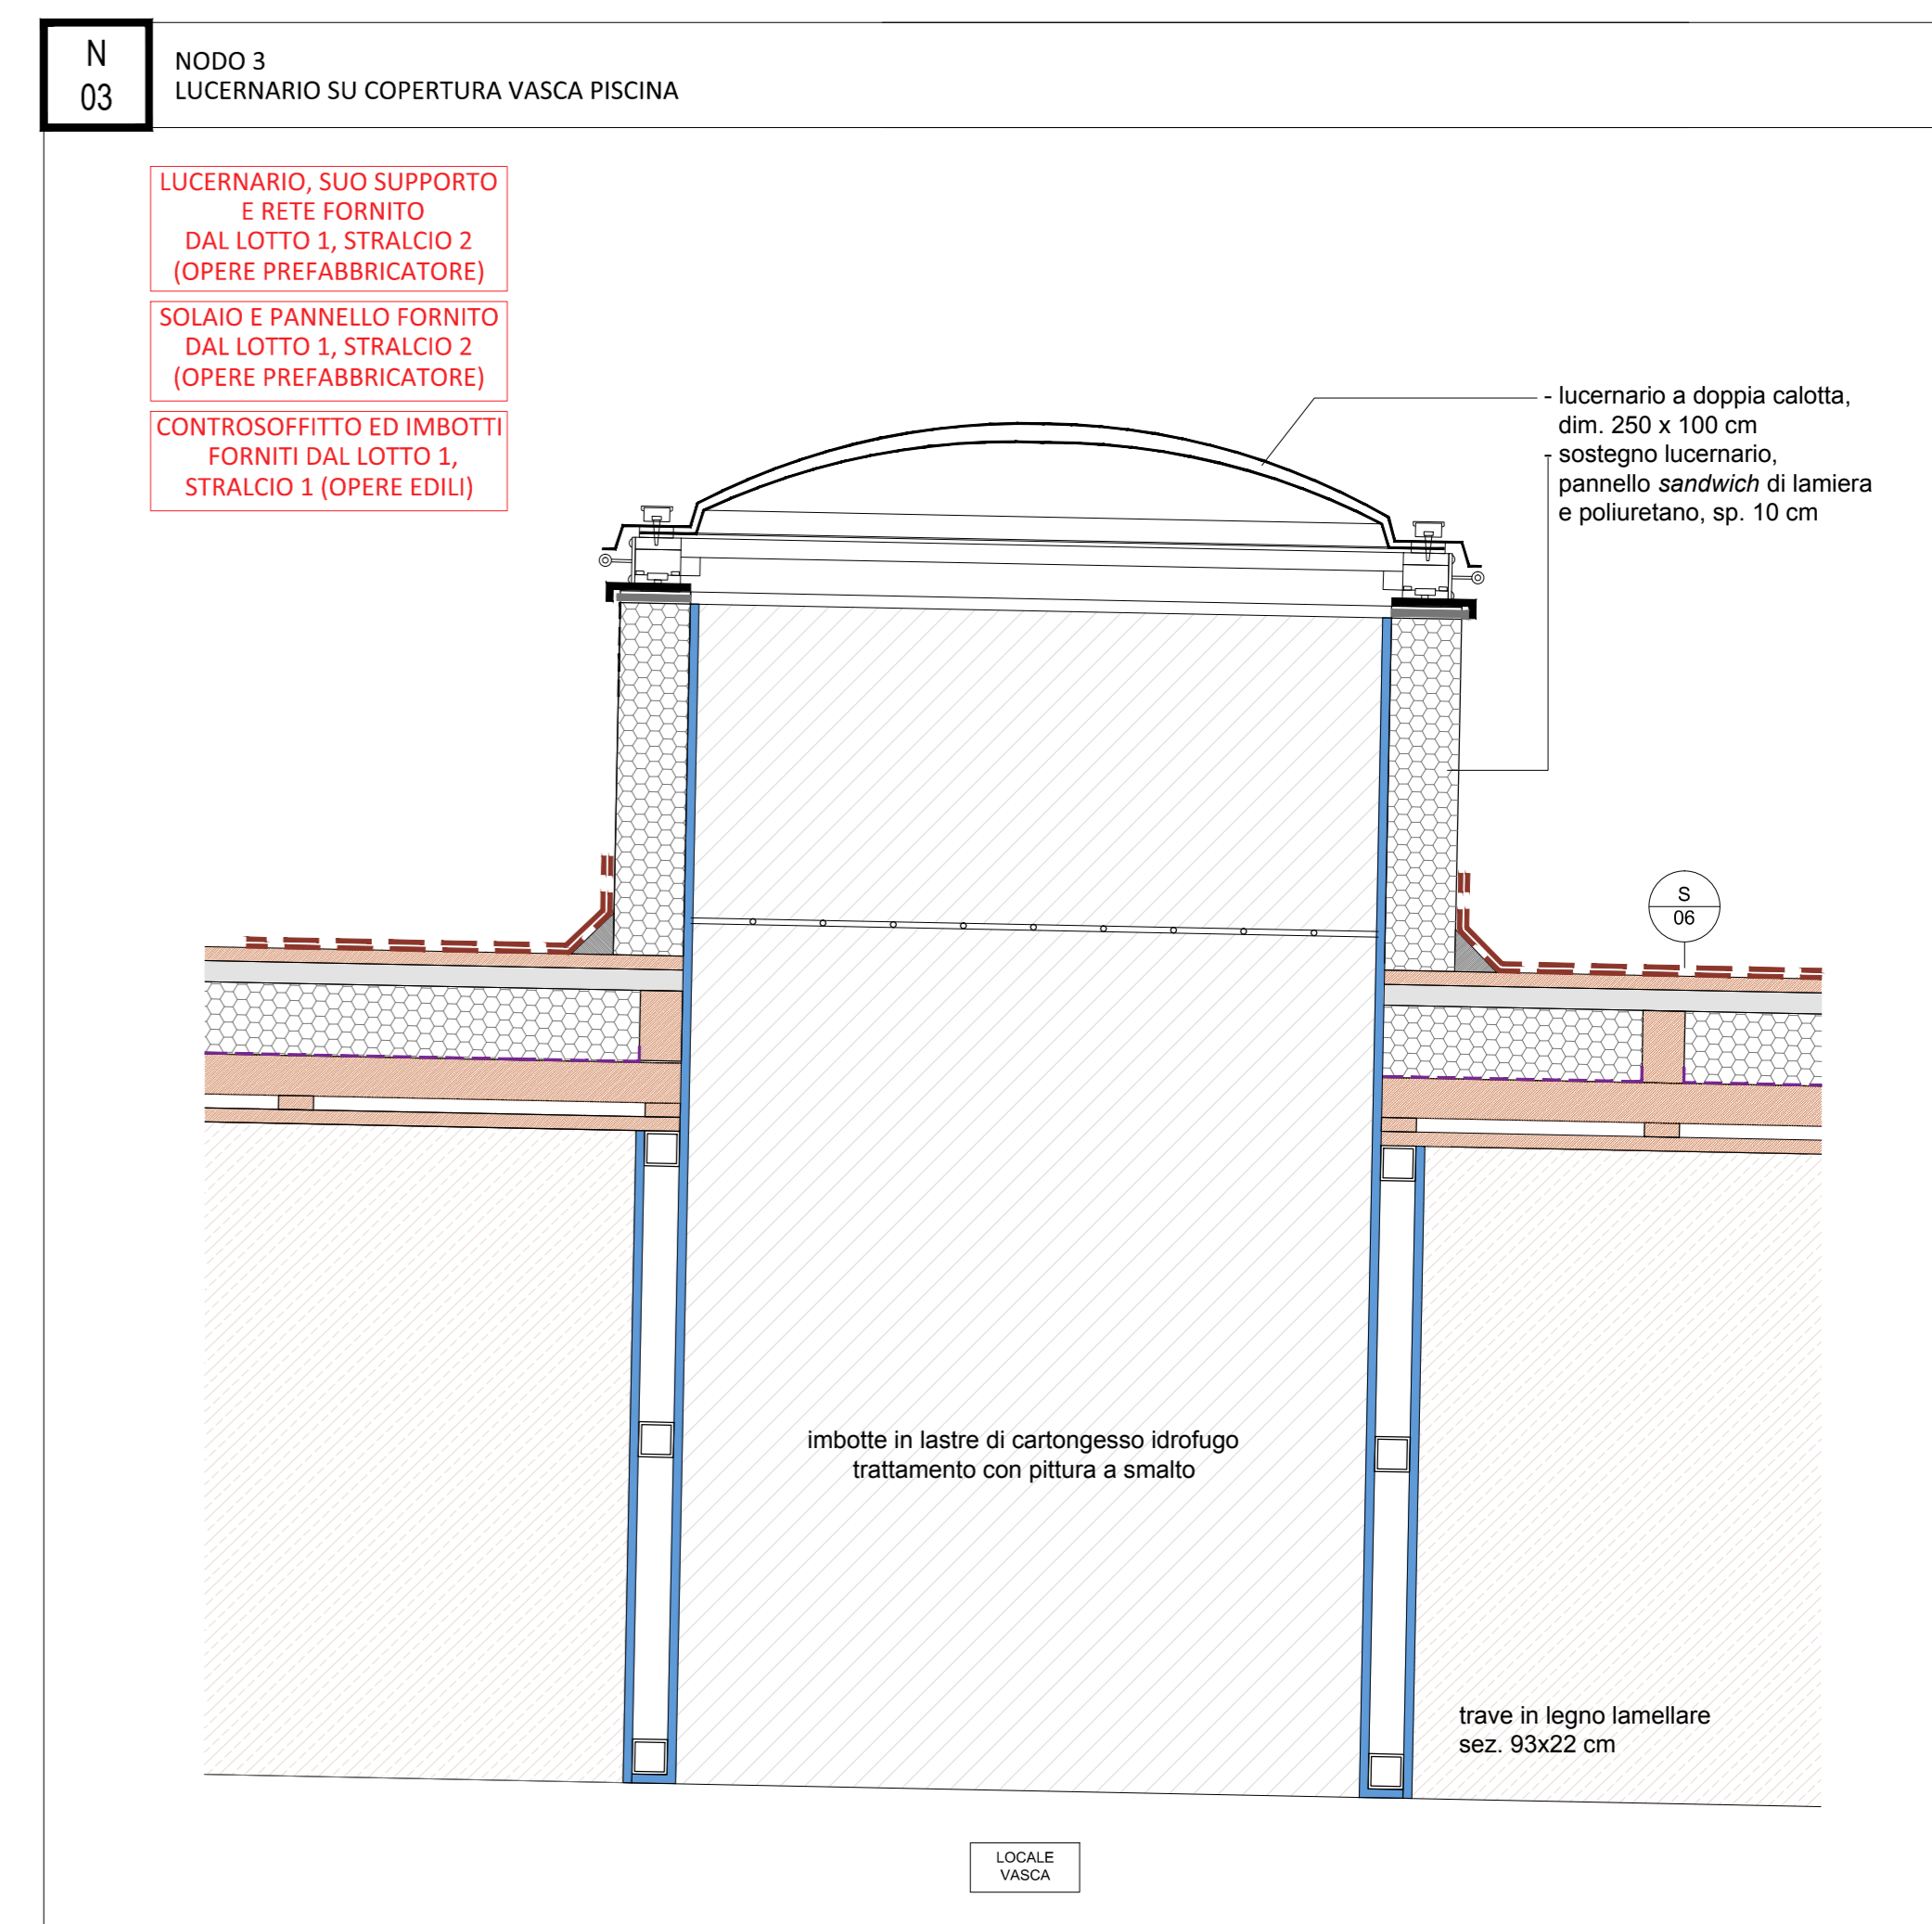 N
03
NODO 3
LUCERNARIO SU COPERTURA VASCA PISCINA
LUCERNARIO, SUO SUPPORTO
E RETE FORNITO
DAL LOTTO 1, STRALCIO 2
(OPERE PREFABBRICATORE)
SOLAIO E PANNELLO FORNITO
DAL LOTTO 1, STRALCIO 2
(OPERE PREFABBRICATORE)
CONTROSOFFITTO ED IMBOTTI
FORNITI DAL LOTTO 1,
STRALCIO 1 (OPERE EDILI)
- lucernario a doppia calotta,
dim. 250 x 100 cm
- sostegno lucernario,
pannello sandwich di lamiera
e poliuretano, sp. 10 cm
S
06
imbotte in lastre di cartongesso idrofugo
trattamento con pittura a smalto
trave in legno lamellare
sez. 93x22 cm
LOCALE
VASCA